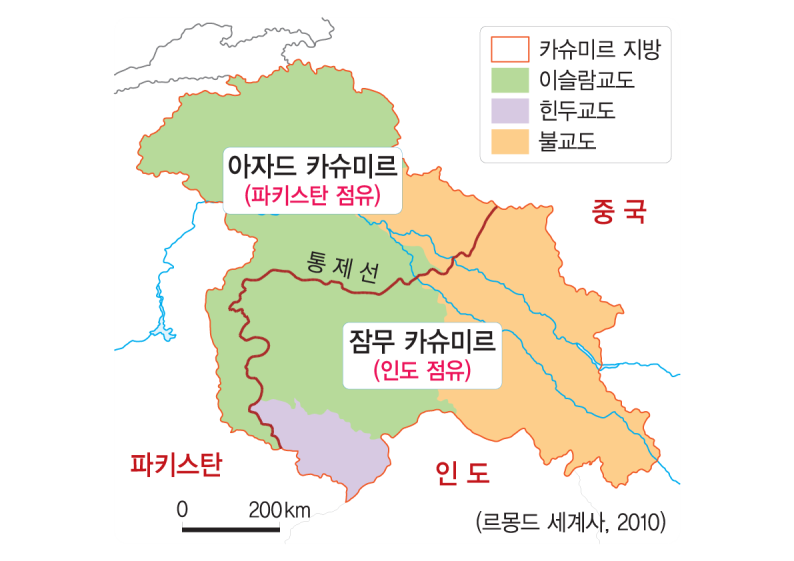 카슈미르 지방
이슬람교도
힌두교도
불교도
아자드 카슈미르
(파키스탄 점유)
중 국
통 제 선
잠무 카슈미르
(인도 점유)
파키스탄
인 도
0 200 km
(르몽드 세계사, 2010)